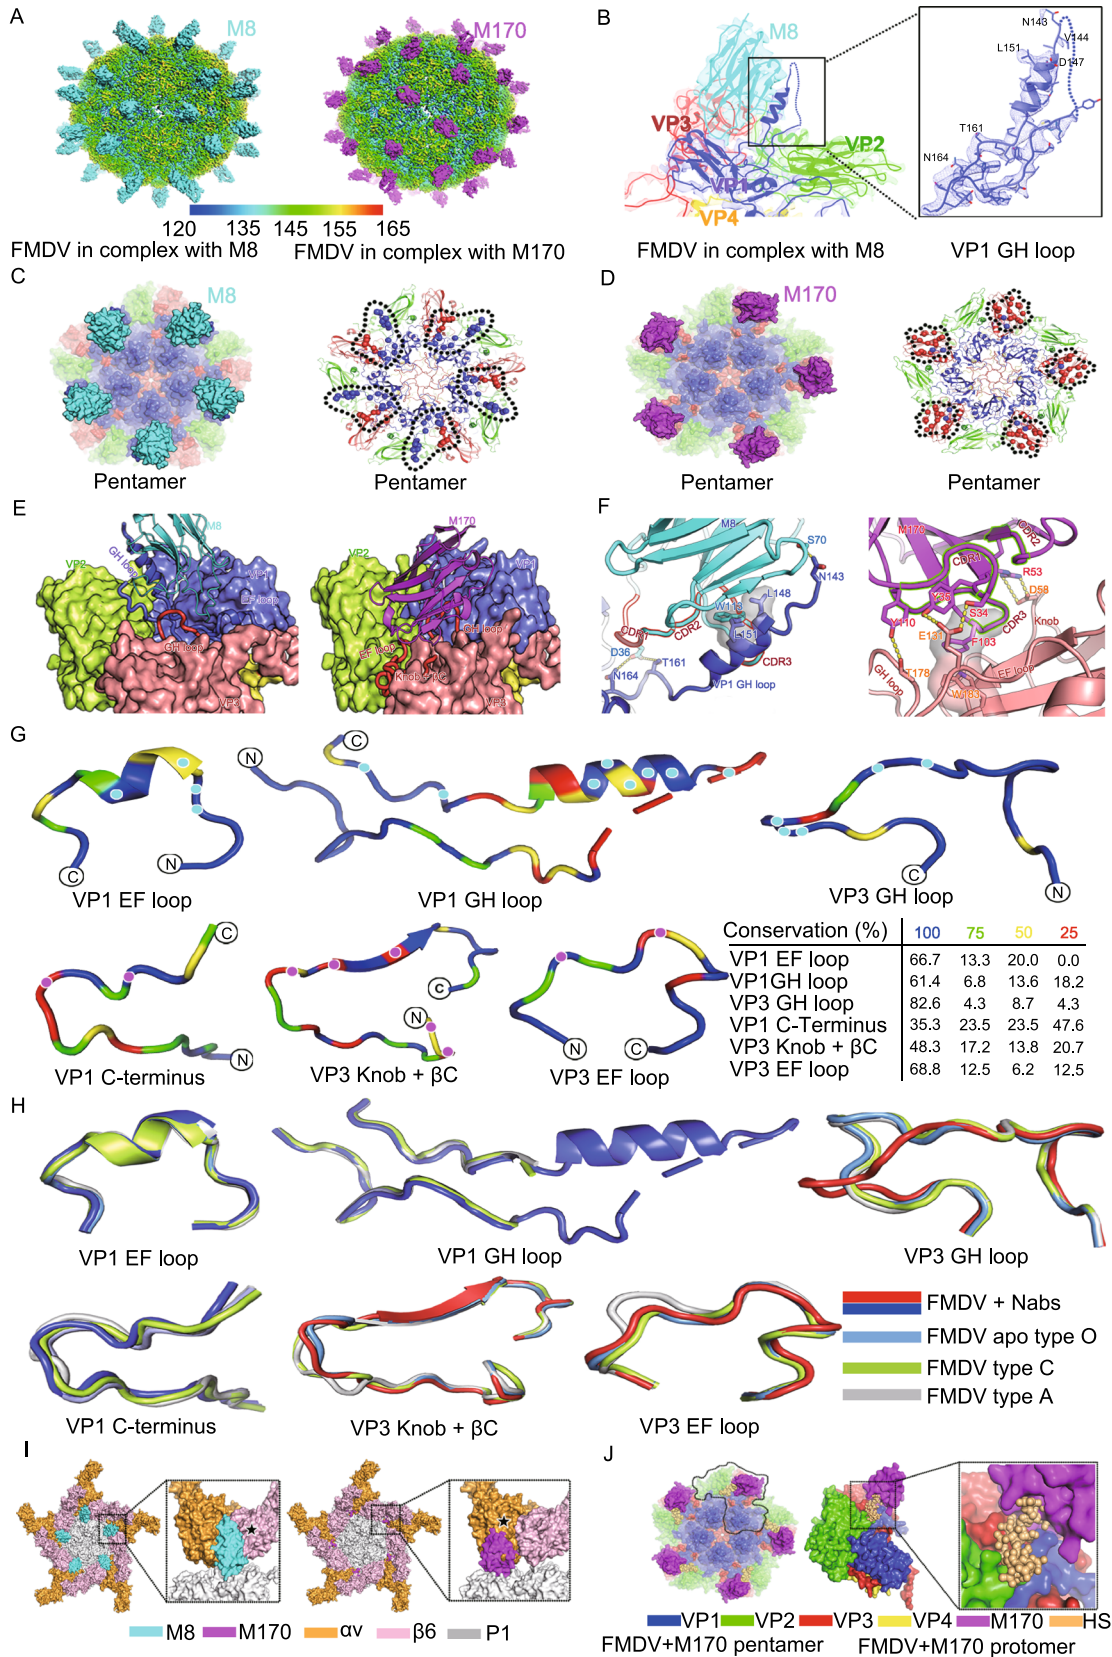 A
M8
M170
120 135 145 155 165
FMDV in complex with M8
FMDV in complex with M170
B
M8
VP3
VP2
VP1
VP4
FMDV in complex with M8
N143
V144
L151
D147
T161
N164
VP1 GH loop
C
M8
Pentamer
Pentamer
D
M170
Pentamer
Pentamer
E
M8
GH loop
VP2
VP1
EF loop
GH loop
VP3
M170
VP2
VP1
GH loop
EF loop
Knob + βC
VP3
F
M8
S70
N143
L148
W113
L151
CDR1
CDR2
CDR3
D36
T161
N164
VP1 GH loop
M170
CDR1
CDR2
R53
D58
Y35
S34
Knob
Y110
E131
CDR3
F103
GH loop
T178
EF loop
W193
G
N
C
VP1 EF loop
N
C
VP1 GH loop
C
N
VP3 GH loop
C
N
VP1 C-terminus
C
N
VP3 Knob + βC
N
C
VP3 EF loop
Conservation (%) 100 75 50 25
VP1 EF loop 66.7 13.3 20.0 0.0
VP1GH loop 61.4 6.8 13.6 18.2
VP3 GH loop 82.6 4.3 8.7 4.3
VP1 C-Terminus 35.3 23.5 23.5 47.6
VP3 Knob + βC 48.3 17.2 13.8 20.7
VP3 EF loop 68.8 12.5 6.2 12.5
H
VP1 EF loop
VP1 GH loop
VP3 GH loop
VP1 C-terminus
VP3 Knob + βC
VP3 EF loop
FMDV + Nabs
FMDV apo type O
FMDV type C
FMDV type A
I
M8 M170 αv β6 P1
J
VP1 VP2 VP3 VP4 M170 HS
FMDV+M170 pentamer
FMDV+M170 protomer